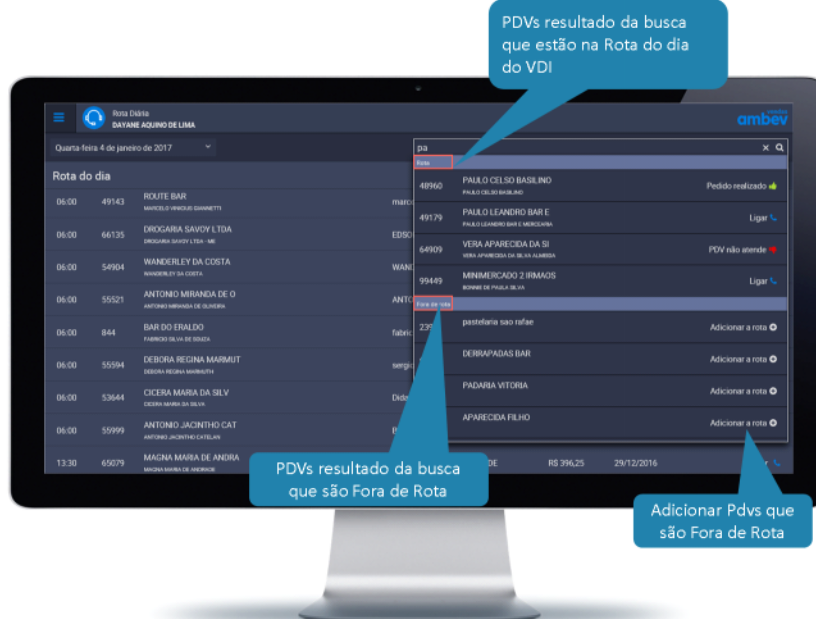 PDVs resultado da busca
que estão na Rota do dia
do VDI
Rota Diária
DAYANE AQUINO DE LIMA
ambev
Quarta-feira 4 de janeiro de 2017
pa
Rota do dia
06:00 49143 ROUTE BAR
MARCELO VINICIUS GIANNETTI
06:00 66135 DROGARIA SAVOY LTDA
DROGARIA SAVOY LTDA - ME
06:00 54904 WANDERLEY DA COSTA
WANDERLEY DA COSTA
06:00 55521 ANTONIO MIRANDA DE O
ANTONIO MIRANDA DE OLIVEIRA
06:00 844 BAR DO ERALDO
FABRICIO SILVA DE SOUZA
06:00 55594 DEBORA REGINA MARMUT
DEBORA REGINA MARMUTH
06:00 53644 CICERA MARIA DA SILV
CICERA MARIA DA SILVA
06:00 55999 ANTONIO JACINTHO CAT
ANTONIO JACINTHO CATELAN
13:30 65079 MAGNA MARIA DE ANDRA
MAGNA MARIA DE ANDRADE
R$ 396,25 29/12/2016
Rota
48960 PAULO CELSO BASILINO Pedido realizado
PAULO CELSO BASILINO
49179 PAULO LEANDRO BAR E Ligar
PAULO LEANDRO BAR E MERCEARIA
64909 VERA APARECIDA DA SI PDV não atende
VERA APARECIDA DA SILVA ALMEIDA
99449 MINIMERCADO 2 IRMAOS Ligar
BONNIE DE PAULA SILVA
Fora de rota
pastelaria sao rafae Adicionar a rota
DERRAPADAS BAR Adicionar a rota
PADARIA VITORIA Adicionar a rota
APARECIDA FILHO Adicionar a rota
PDVs resultado da busca
que são Fora de Rota
Adicionar Pdvs que
são Fora de Rota